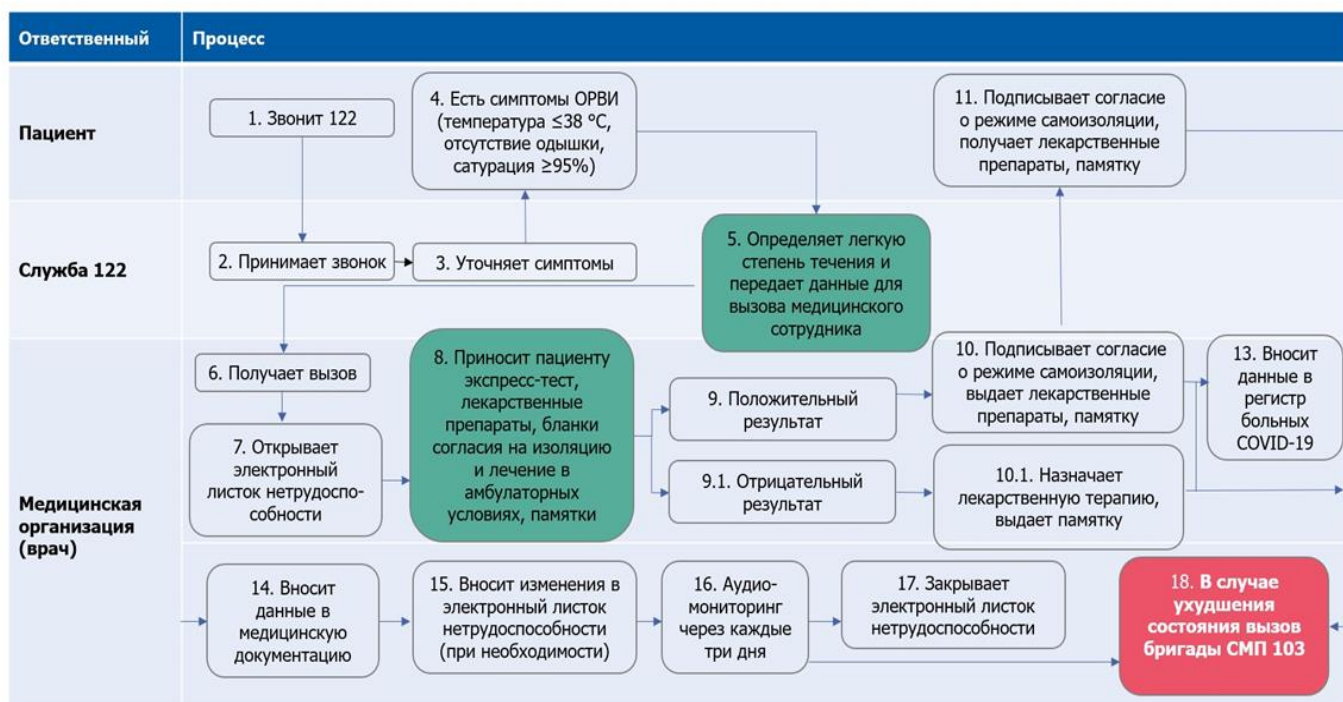 Ответственный
Процесс
Пациент
1. Звонит 122
4. Есть симптомы ОРВИ
(температура ≤38 °С,
отсутствие одышки,
сатурация ≥95%)
11. Подписывает согласие
о режиме самоизоляции,
получает лекарственные
препараты, памятку
Служба 122
2. Принимает звонок
3. Уточняет симптомы
5. Определяет легкую
степень течения и
передает данные для
вызова медицинского
сотрудника
Медицинская
организация
(врач)
6. Получает вызов
7. Открывает
электронный
листок нетрудоспо-
собности
8. Приносит пациенту
экспресс-тест,
лекарственные
препараты, бланки
согласия на изоляцию
и лечение в
амбулаторных
условиях, памятки
9. Положительный
результат
9.1. Отрицательный
результат
10. Подписывает согласие
о режиме самоизоляции,
выдает лекарственные
препараты, памятку
10.1. Назначает
лекарственную терапию,
выдает памятку
13. Вносит
данные в
регистр
больных
COVID-19
14. Вносит
данные в
медицинскую
документацию
15. Вносит изменения в
электронный листок
нетрудоспособности
(при необходимости)
16. Аудио-
мониторинг
через каждые
три дня
17. Закрывает
электронный листок
нетрудоспособности
18. В случае
ухудшения
состояния вызов
бригады СМП 103